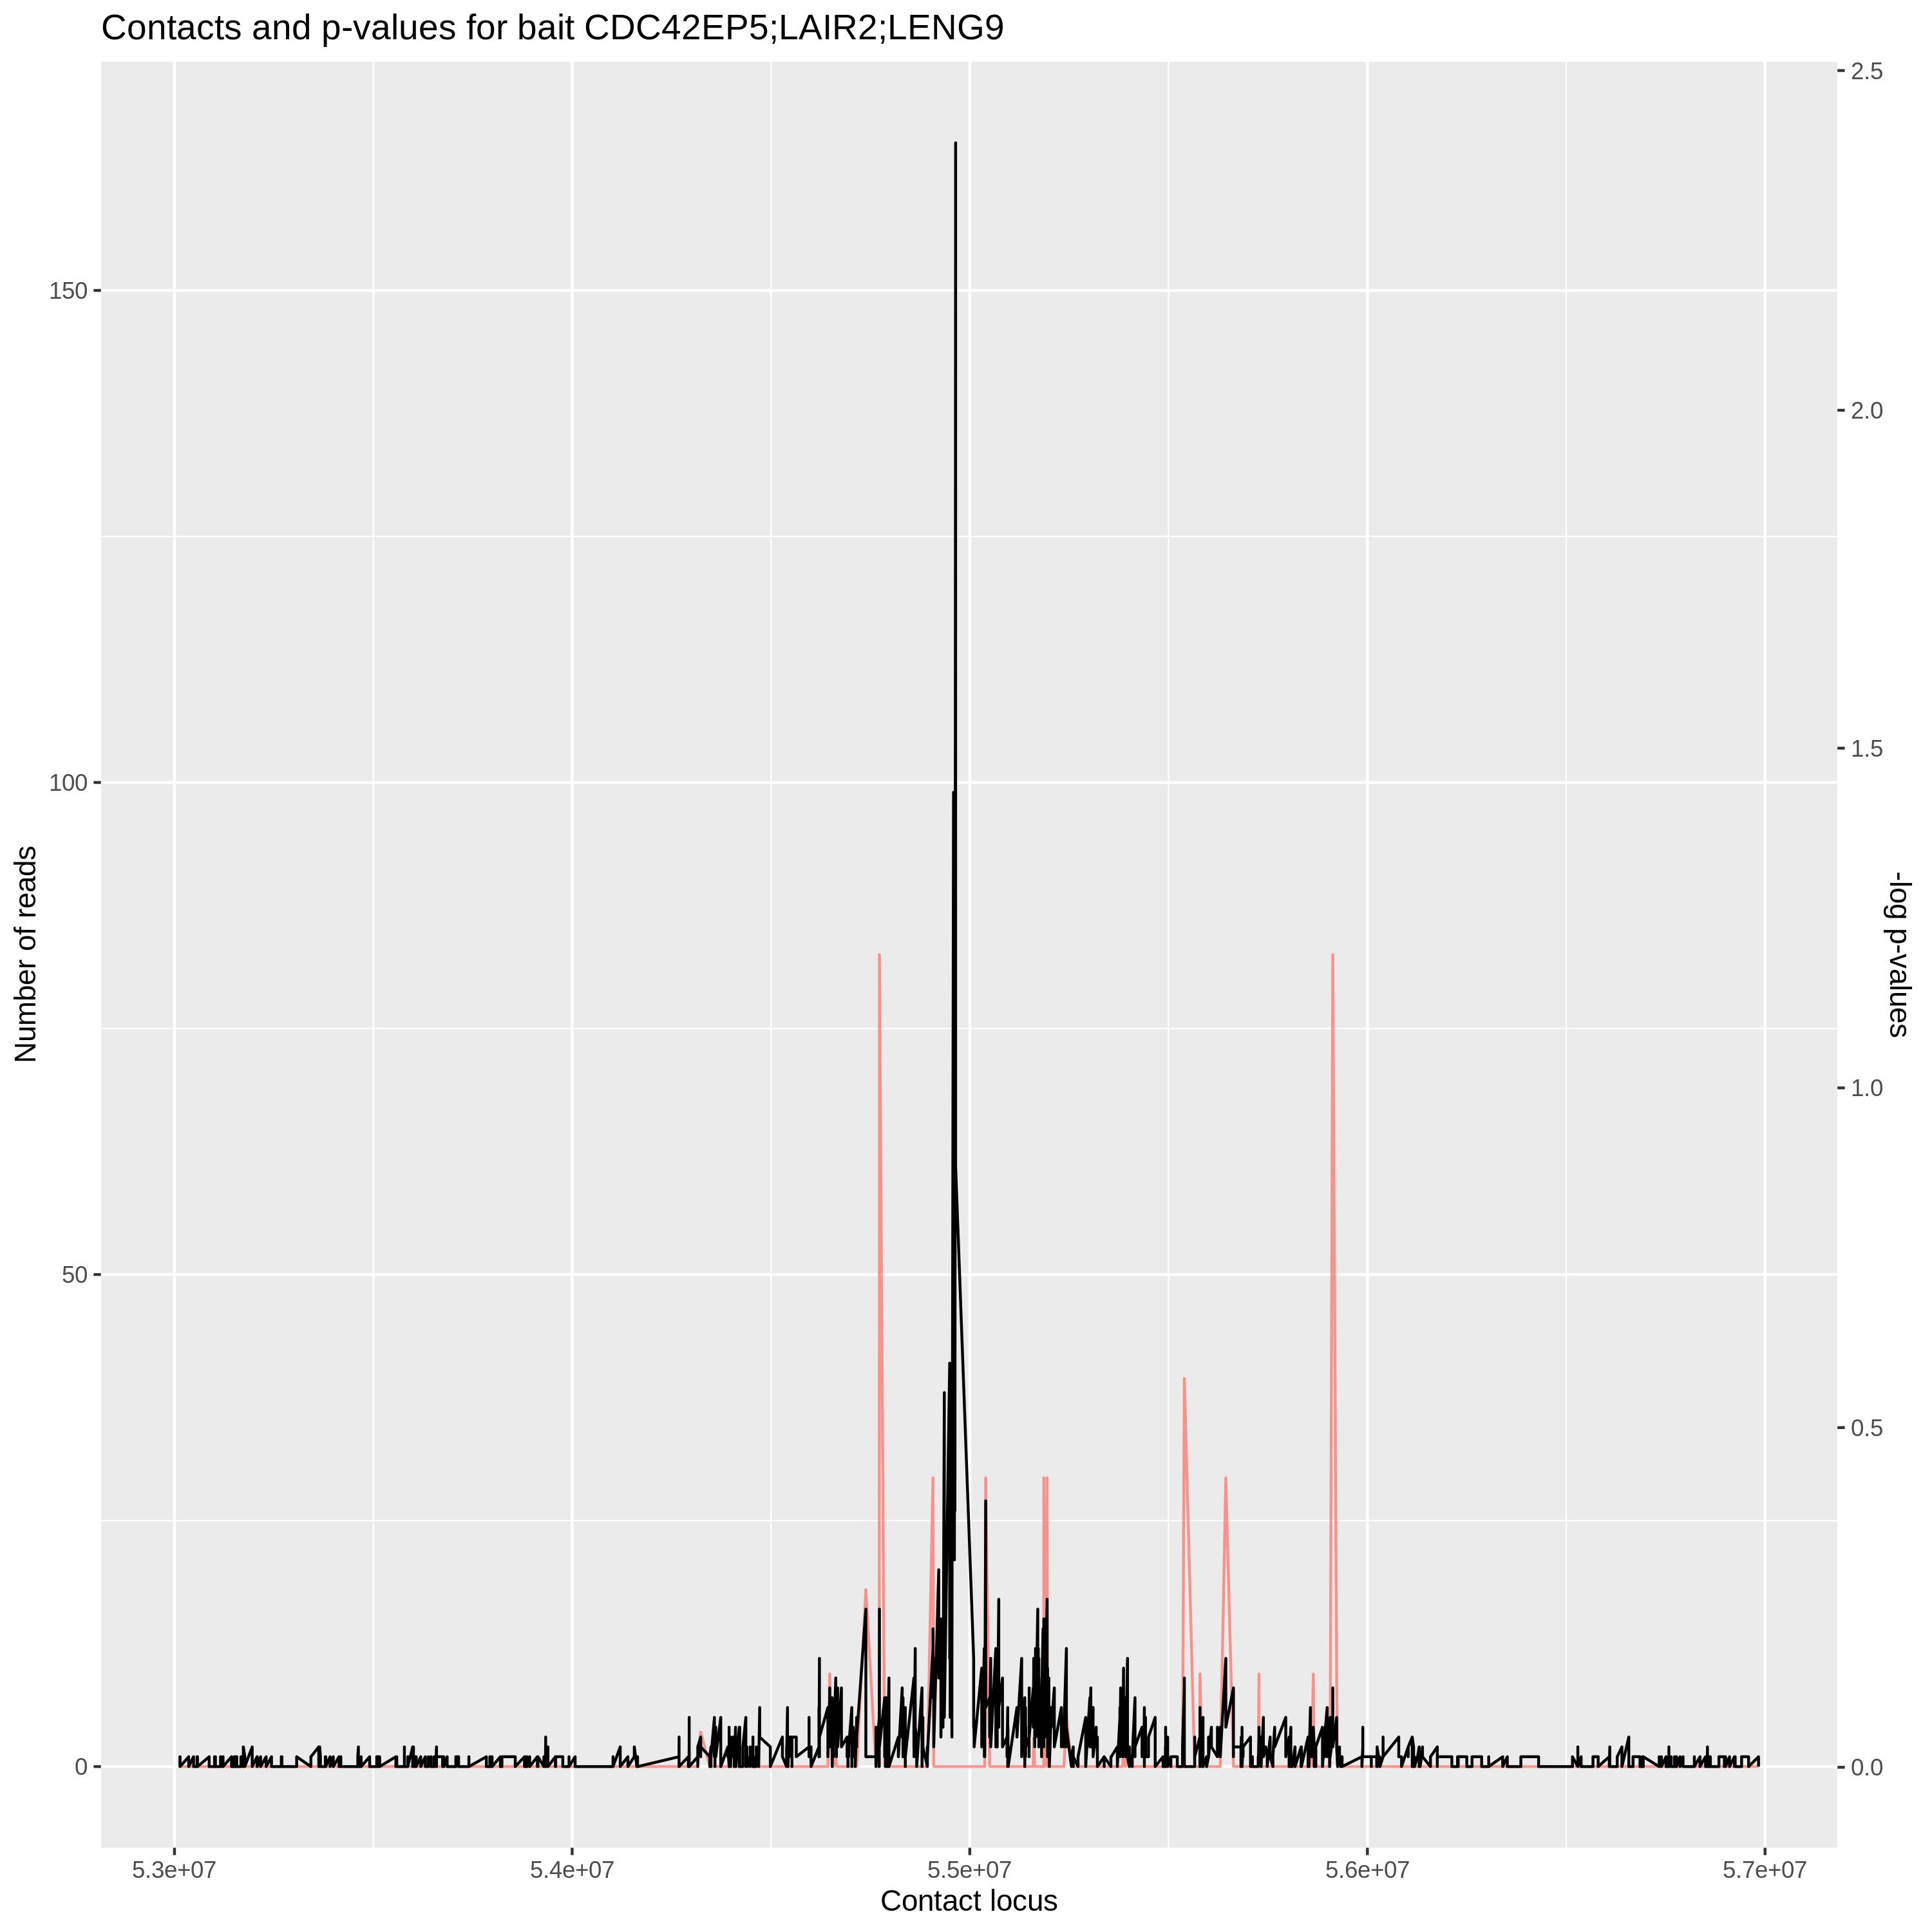 Contacts and p-values for bait CDC42EP5;LAIR2;LENG9
2.5
2.0
150
1.5
100
Number of reads
-log p-values
1.0
0.5
50
0
0.0
5.3e+07 5.4e+07 5.5e+07 5.6e+07 5.7e+07
Contact locus